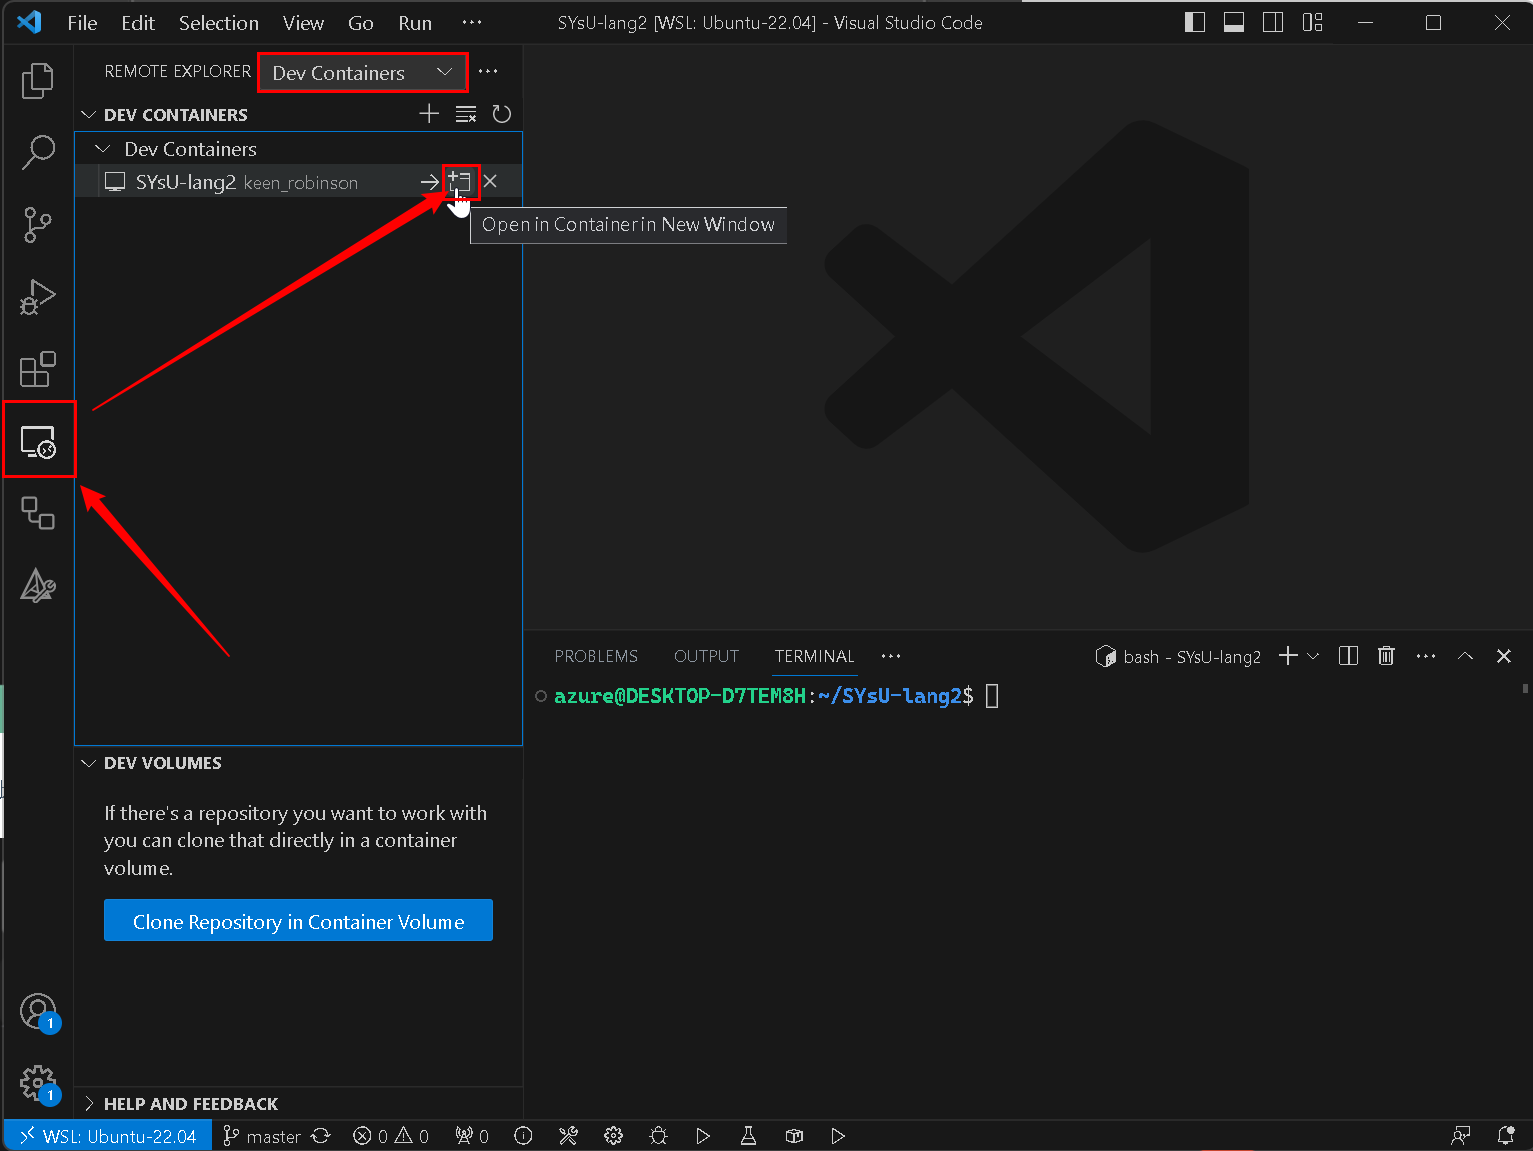 File Edit Selection View Go Run ··· SYsU-lang2 [WSL: Ubuntu-22.04] - Visual Studio Code
REMOTE EXPLORER Dev Containers ···
DEV CONTAINERS
Dev Containers
SYsU-lang2 keen_robinson
Open in Container in New Window
PROBLEMS OUTPUT TERMINAL ··· bash - SYsU-lang2 ···
azure@DESKTOP-D7TEM8H:~/SYsU-lang2$
DEV VOLUMES
If there's a repository you want to work with
you can clone that directly in a container
volume.
Clone Repository in Container Volume
1
1
HELP AND FEEDBACK
WSL: Ubuntu-22.04 master 0 0 0